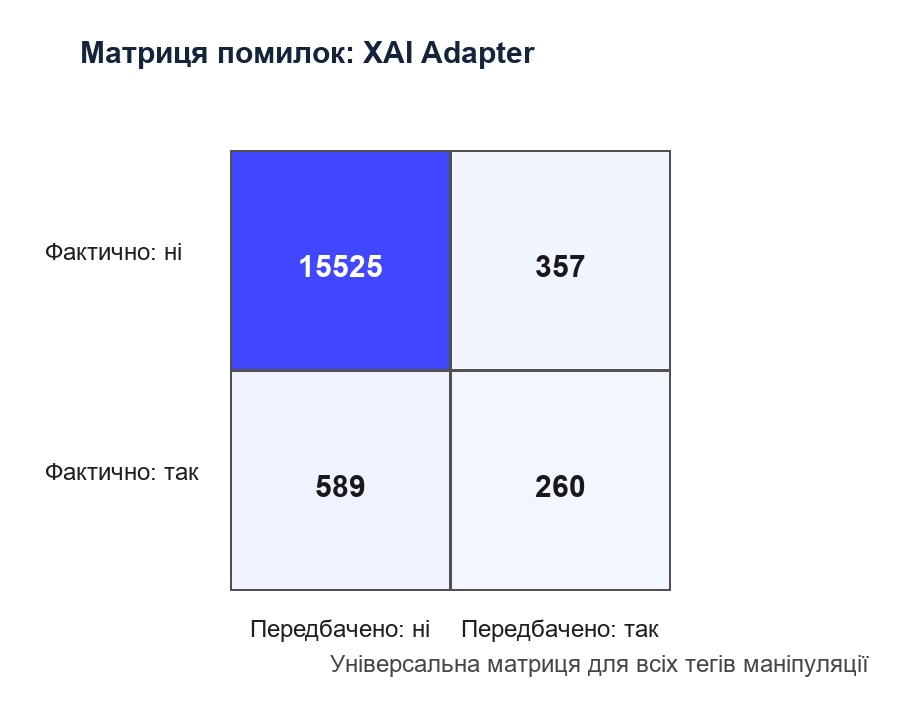 Матриця помилок: XAI Adapter
Фактично: ні
15525
357
Фактично: так
589
260
Передбачено: ні
Передбачено: так
Універсальна матриця для всіх тегів маніпуляції